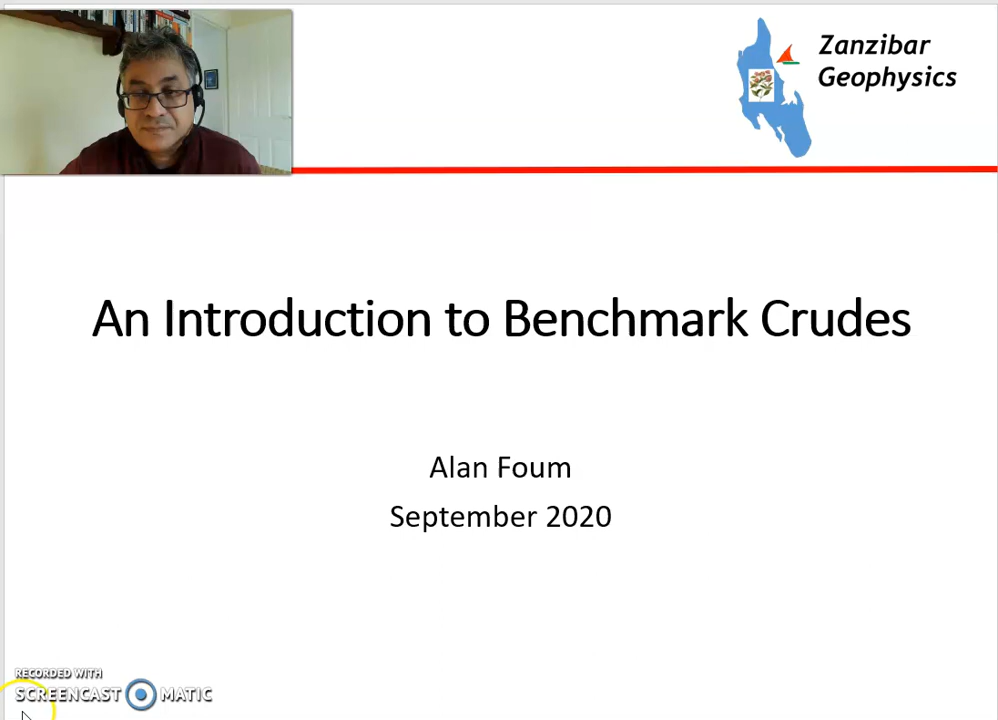 Zanzibar
Geophysics
An Introduction to Benchmark Crudes
Alan Foum
September 2020
RECORDED WITH
SCREENCAST MATIC